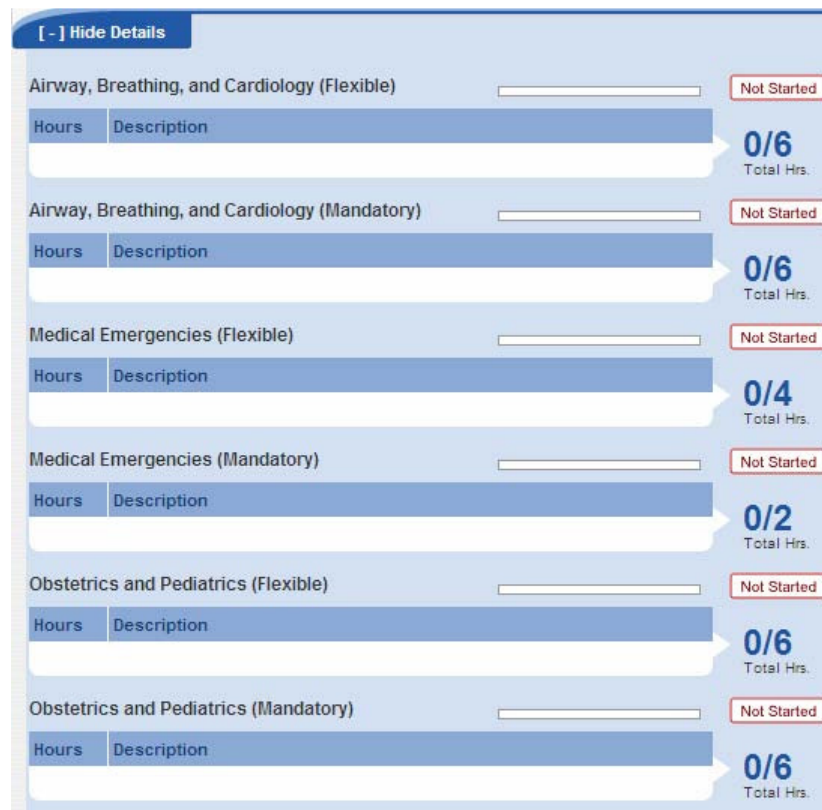 [ - ] Hide Details
Airway, Breathing, and Cardiology (Flexible)
Not Started
Hours Description
0/6
Total Hrs.
Airway, Breathing, and Cardiology (Mandatory)
Not Started
Hours Description
0/6
Total Hrs.
Medical Emergencies (Flexible)
Not Started
Hours Description
0/4
Total Hrs.
Medical Emergencies (Mandatory)
Not Started
Hours Description
0/2
Total Hrs.
Obstetrics and Pediatrics (Flexible)
Not Started
Hours Description
0/6
Total Hrs.
Obstetrics and Pediatrics (Mandatory)
Not Started
Hours Description
0/6
Total Hrs.